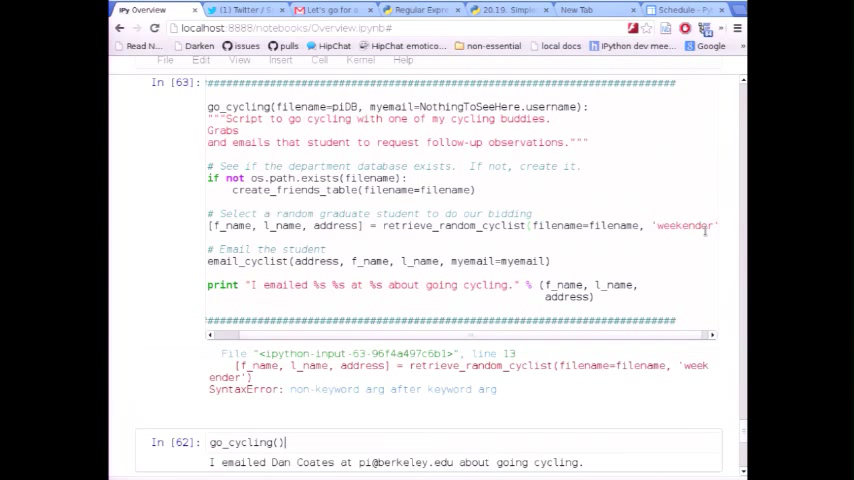 IPy Overview
(1) Twitter / S
Let's go for a
Regular Expr
20.19. Simple
New Tab
Schedule - Pyt
localhost:8888/notebooks/Overview.ipynb#
Read N...
Darken
issues
pulls
HipChat
HipChat emotico...
non-essential
local docs
IPython dev mee...
Google
File Edit View Insert Cell Kernel Help
In [63]:
################################################################################
go_cycling(filename=piDB, myemail=NothingToSeeHere.username):
"""Script to go cycling with one of my cycling buddies.
Grabs
and emails that student to request follow-up observations."""
# See if the department database exists. If not, create it.
if not os.path.exists(filename):
create_friends_table(filename=filename)
# Select a random graduate student to do our bidding
[f_name, l_name, address] = retrieve_random_cyclist(filename=filename, 'weekender'
# Email the student
email_cyclist(address, f_name, l_name, myemail=myemail)
print "I emailed %s %s at %s about going cycling." % (f_name, l_name,
address)
################################################################################
File "<ipython-input-63-96f4a497c6b1>", line 13
[f_name, l_name, address] = retrieve_random_cyclist(filename=filename, 'week
ender')
SyntaxError: non-keyword arg after keyword arg
In [62]: go_cycling()
I emailed Dan Coates at pi@berkeley.edu about going cycling.